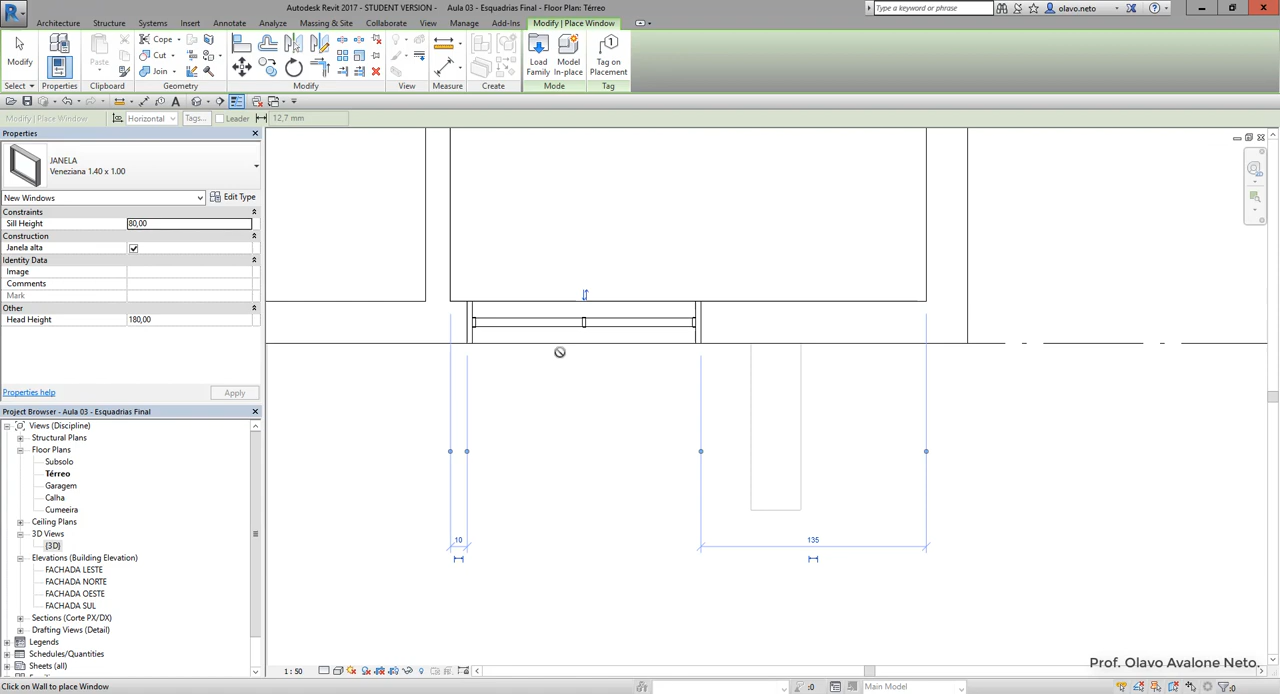 Autodesk Revit 2017 - STUDENT VERSION - Aula 03 - Esquadrias Final - Floor Plan: Térreo
Type a keyword or phrase
olavo.neto
Architecture Structure Systems Insert Annotate Analyze Massing & Site Collaborate View Manage Add-Ins Modify | Place Window
Modify
Paste
Cope
Cut
Join
Load Family
Model In-place
Tag on Placement
Select Properties Clipboard Geometry Modify View Measure Create Mode Tag
Modify | Place Window
Horizontal
Tags...
Leader
12,7 mm
Properties
JANELA
Veneziana 1.40 x 1.00
New Windows
Edit Type
Constraints
Sill Height 80,00
Construction
Janela alta
Identity Data
Image
Comments
Mark
Other
Head Height 180,00
Properties help
Apply
Project Browser - Aula 03 - Esquadrias Final
Views (Discipline)
Structural Plans
Floor Plans
Subsolo
Térreo
Garagem
Calha
Cumeeira
Ceiling Plans
3D Views
{3D}
Elevations (Building Elevation)
FACHADA LESTE
FACHADA NORTE
FACHADA OESTE
FACHADA SUL
Sections (Corte PX/DX)
Drafting Views (Detail)
Legends
Schedules/Quantities
Sheets (all)
10
135
1 : 50
Prof. Olavo Avalone Neto.
Click on Wall to place Window
:0
Main Model
:0